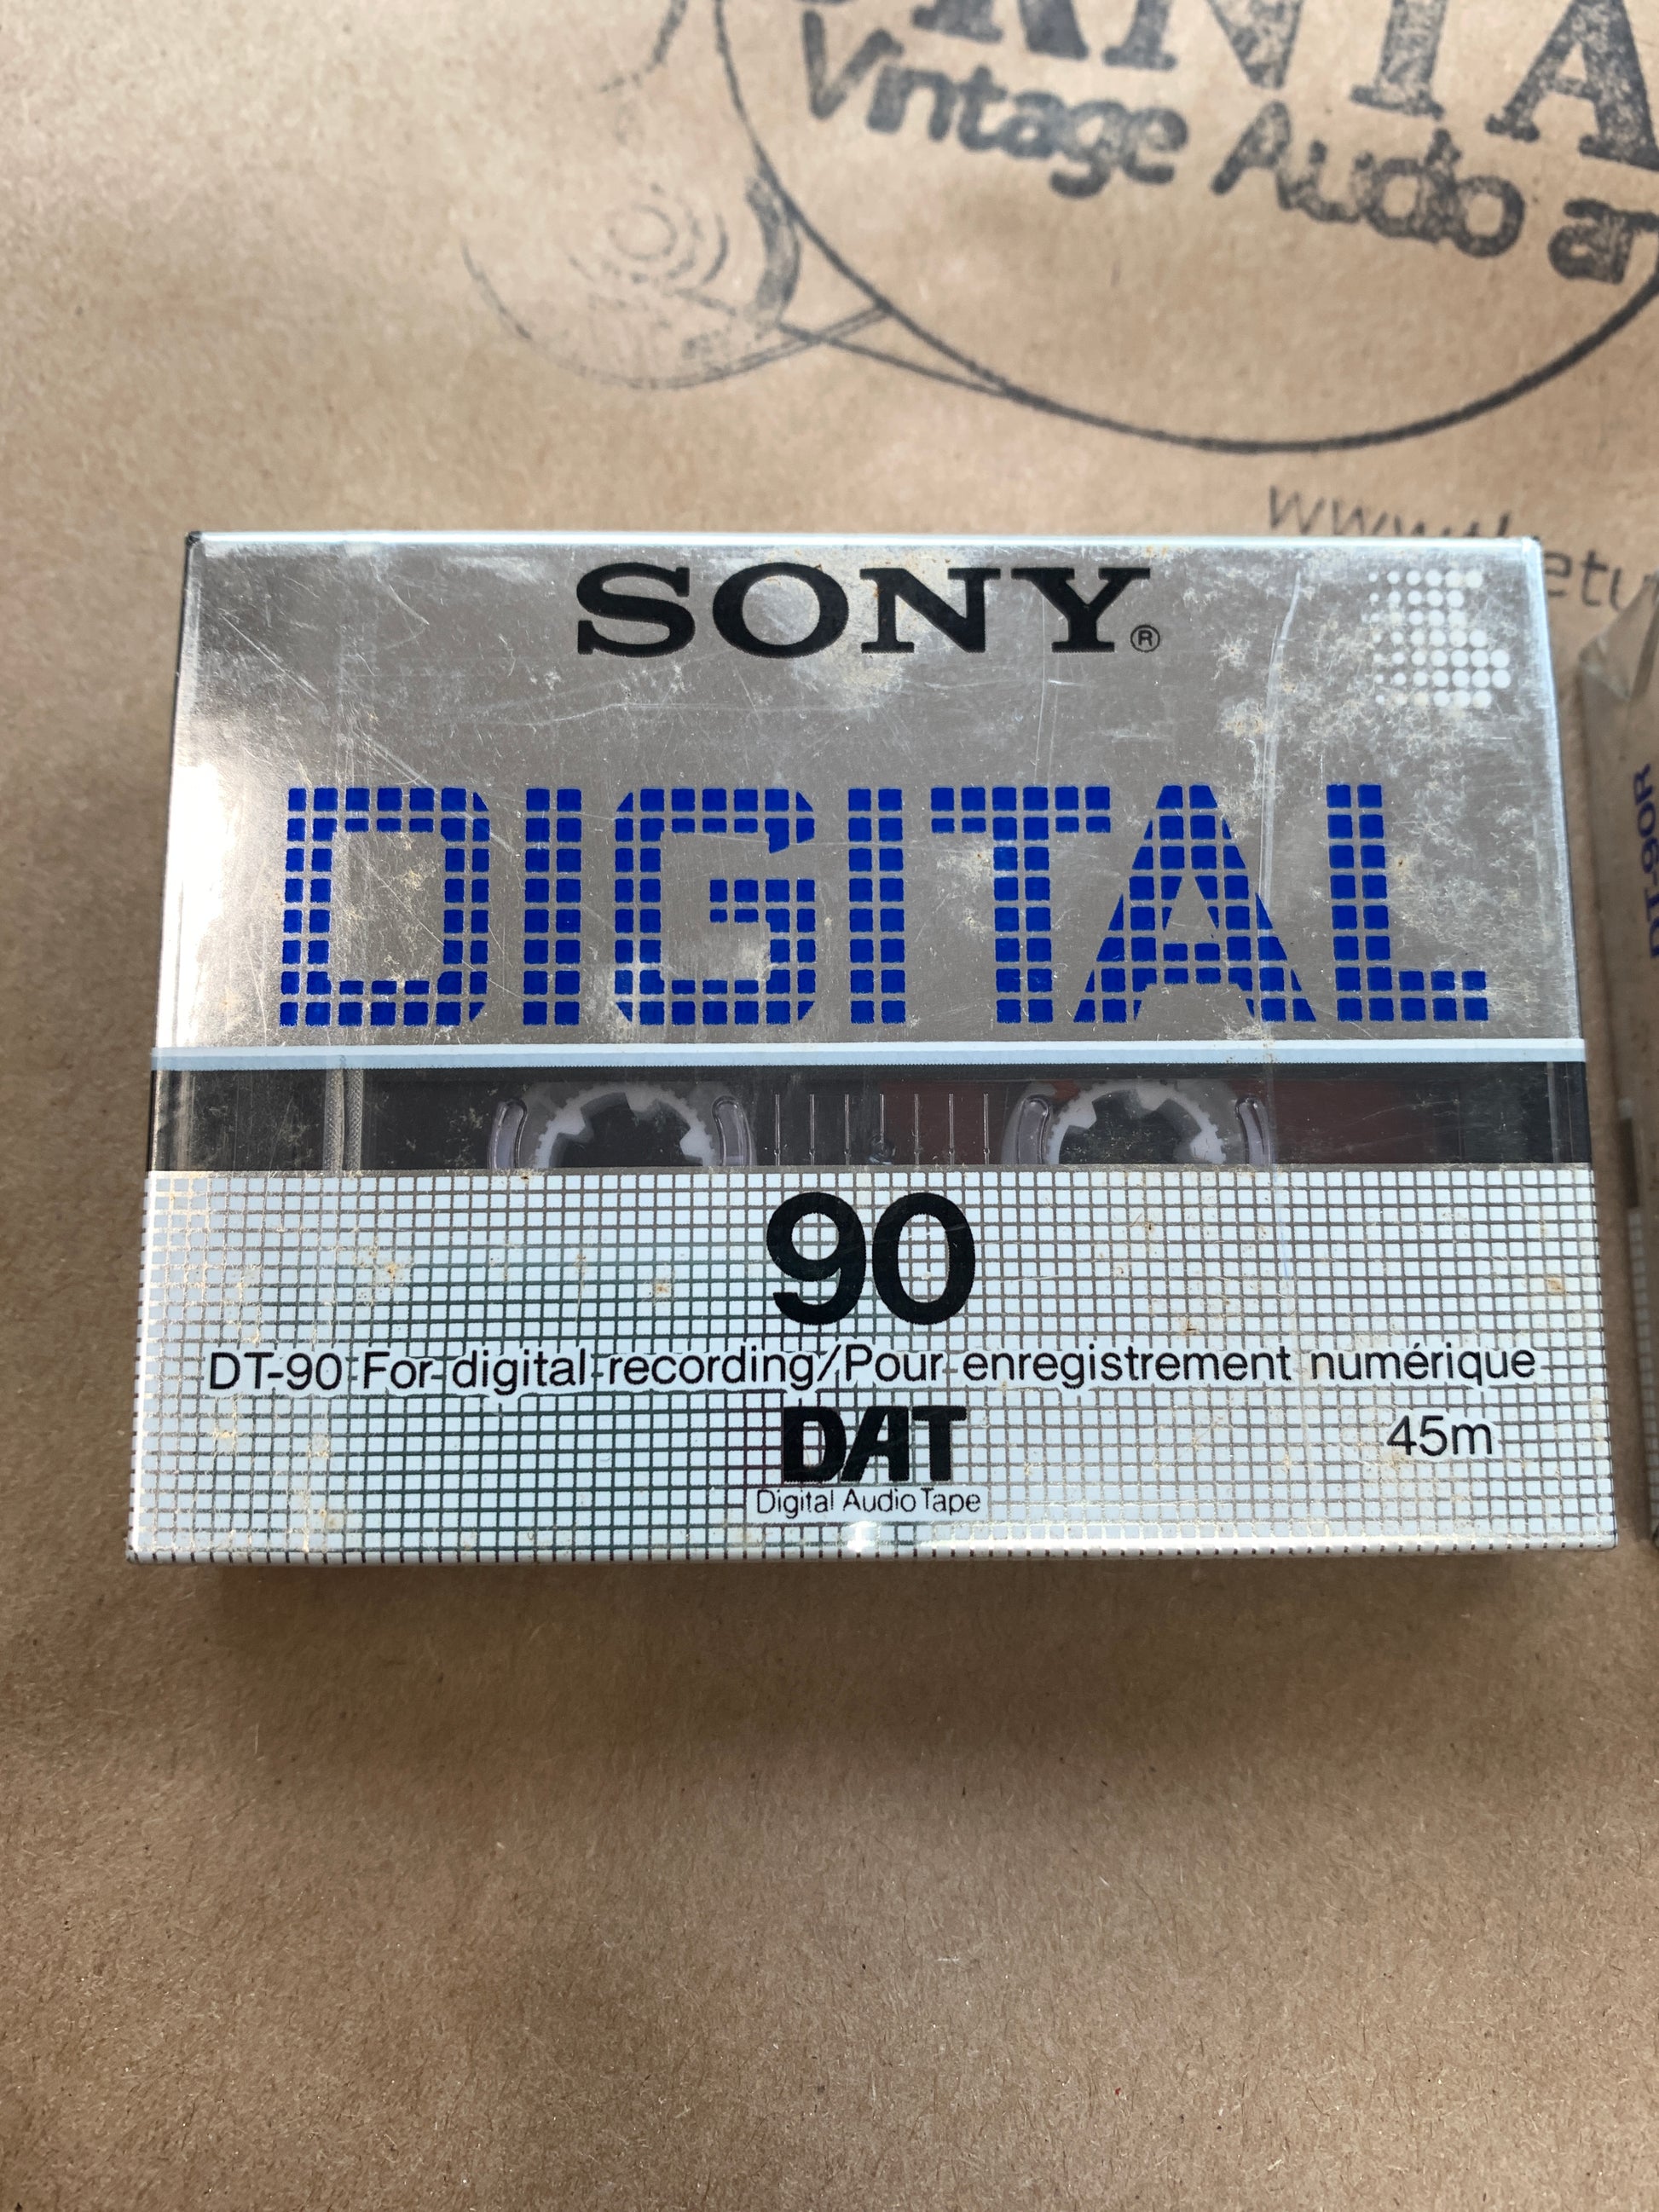 Vintage Audio
SONY®
DIGITAL
DT-90R
90
DT-90 For digital recording/Pour enregistrement numérique
DAT
45m
Digital Audio Tape